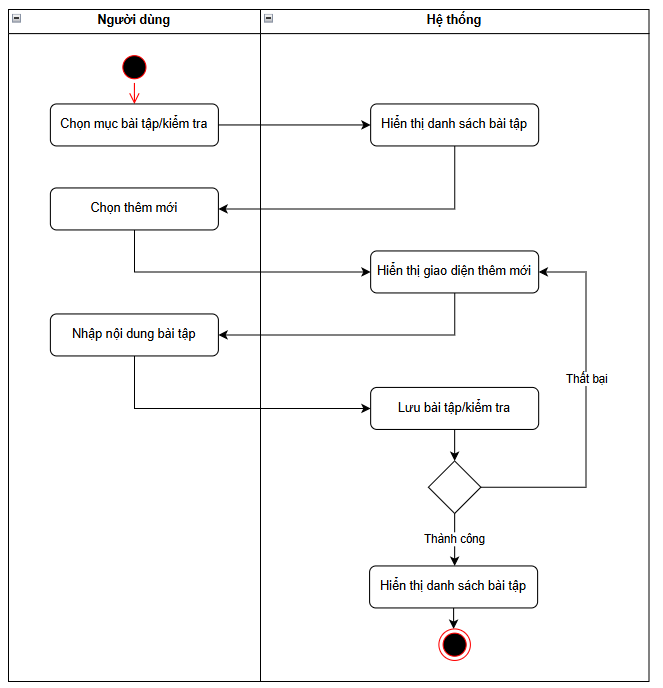 Người dùng
Hệ thống
Chọn mục bài tập/kiểm tra
Hiển thị danh sách bài tập
Chọn thêm mới
Hiển thị giao diện thêm mới
Nhập nội dung bài tập
Thất bại
Lưu bài tập/kiểm tra
Thành công
Hiển thị danh sách bài tập